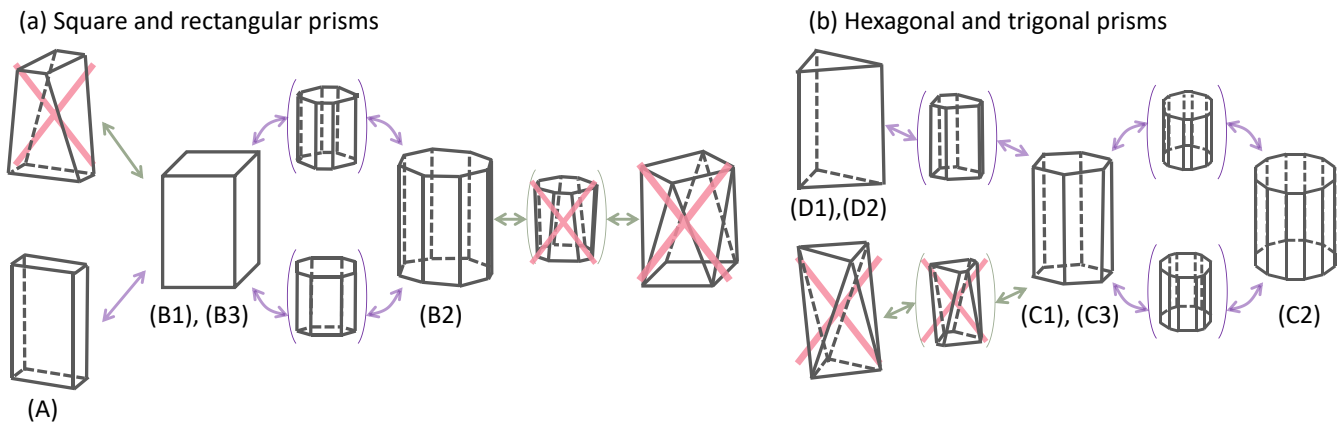 (a) Square and rectangular prisms
(b) Hexagonal and trigonal prisms
(D1),(D2)
(B1), (B3)
(B2)
(C1), (C3)
(C2)
(A)